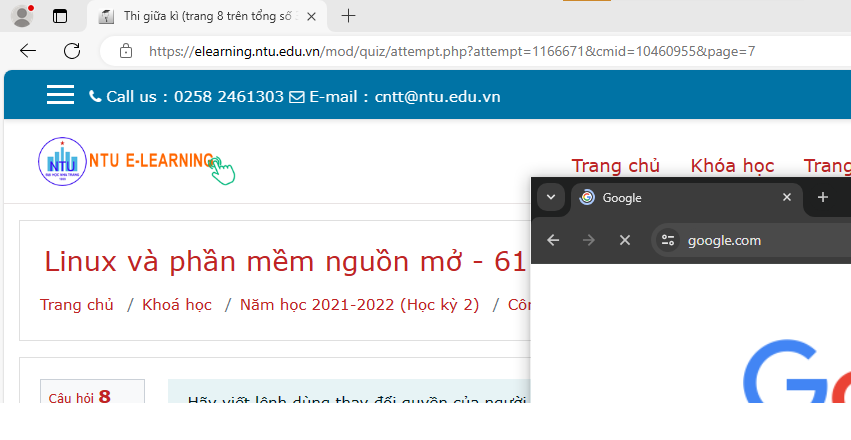 Thi giữa kì (trang 8 trên tổng số
https://elearning.ntu.edu.vn/mod/quiz/attempt.php?attempt=1166671&cmid=10460955&page=7
Call us : 0258 2461303 E-mail : cntt@ntu.edu.vn
NTU
NTU E-LEARNING
Trang chủ Khóa học Trang
Google
google.com
Linux và phần mềm nguồn mở - 61
Trang chủ / Khoá học / Năm học 2021-2022 (Học kỳ 2) / Côn
Go
Câu hỏi 8
Hãy viết lệnh dùng thay đổi quyền của người